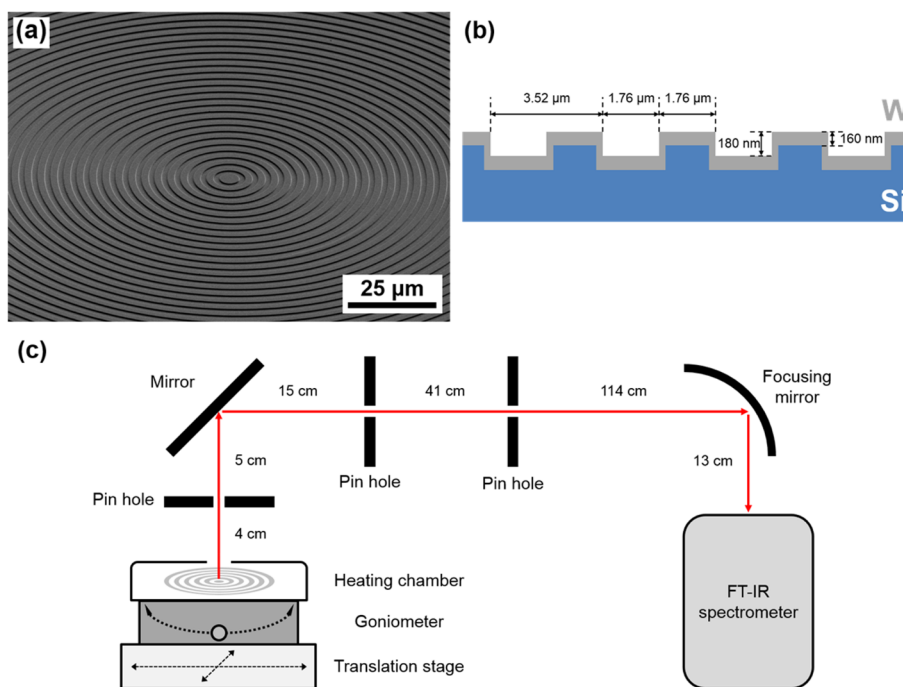 (a)
25 µm
(b)
3.52 µm
1.76 µm
1.76 µm
W
180 nm
160 nm
Si
(c)
Mirror
15 cm
41 cm
114 cm
Focusing
mirror
5 cm
13 cm
Pin hole
Pin hole
Pin hole
4 cm
Heating chamber
Goniometer
Translation stage
FT-IR
spectrometer